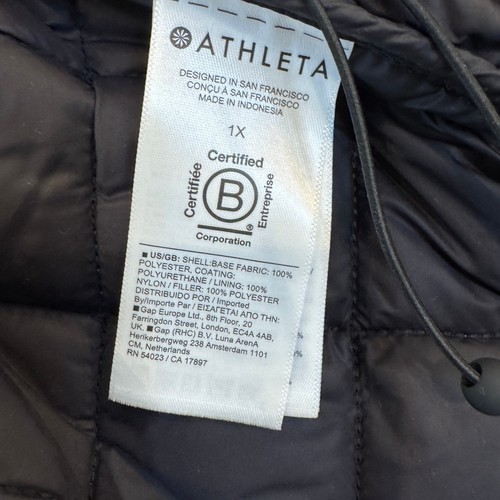 ATHLETA
DESIGNED IN SAN FRANCISCO
CONÇU À SAN FRANCISCO
MADE IN INDONESIA
1X
Certified
Certifiée
B
Entreprise
®
Corporation
■ US/GB: SHELL:BASE FABRIC: 100%
POLYESTER, COATING:
POLYURETHANE / LINING: 100%
NYLON / FILLER: 100% POLYESTER
DISTRIBUIDO POR / Imported
By/Importe Par / ΕΙΣΑΓΕΤΑΙ ΑΠΟ ΤΗΝ:
■ Gap Europe Ltd., 8th Floor, 20
Farringdon Street, London, EC4A 4AB,
UK. ■ Gap (RHC) B.V. Luna ArenA
Herikerbergweg 238 Amsterdam 1101
CM, Netherlands
RN 54023 / CA 17897